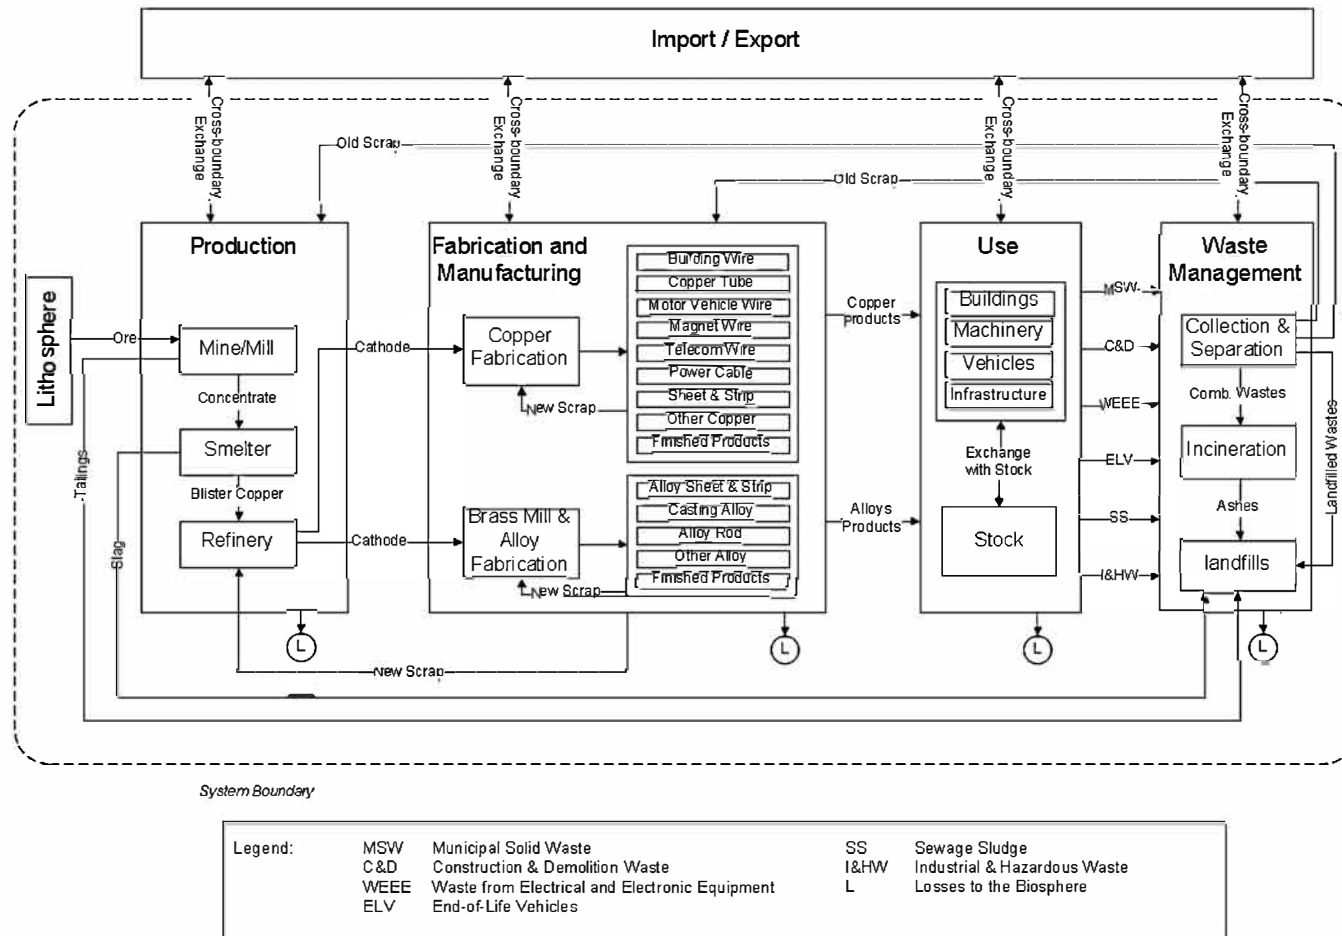 Import / Export
Cross-boundary
Exchange
Cross-boundary
Exchange
Cross-boundary
Exchange
Cross-boundary
Exchange
Old Scrap
Old Scrap
Production
Fabrication and
Manufacturing
Use
Waste
Management
Lithosphere
Ore
Mine/Mill
Concentrate
Smelter
Blister Copper
Refinery
Tailings
Slag
Cathode
Cathode
Copper
Fabrication
New Scrap
Brass Mill &
Alloy
Fabrication
New Scrap
Building Wire
Copper Tube
Motor Vehicle Wire
Magnet Wire
Telecom Wire
Power Cable
Sheet & Strip
Other Copper
Finished Products
Alloy Sheet & Strip
Casting Alloy
Alloy Rod
Other Alloy
Finished Products
Copper
Products
Alloys
Products
Buildings
Machinery
Vehicles
Infrastructure
Exchange
with Stock
Stock
MSW
C&D
WEEE
ELV
SS
I&HW
Collection &
Separation
Comb. Wastes
Incineration
Ashes
landfills
Landfilled Wastes
L
L
L
L
New Scrap
System Boundary
Legend:
MSW Municipal Solid Waste
C&D Construction & Demolition Waste
WEEE Waste from Electrical and Electronic Equipment
ELV End-of-Life Vehicles
SS Sewage Sludge
I&HW Industrial & Hazardous Waste
L Losses to the Biosphere